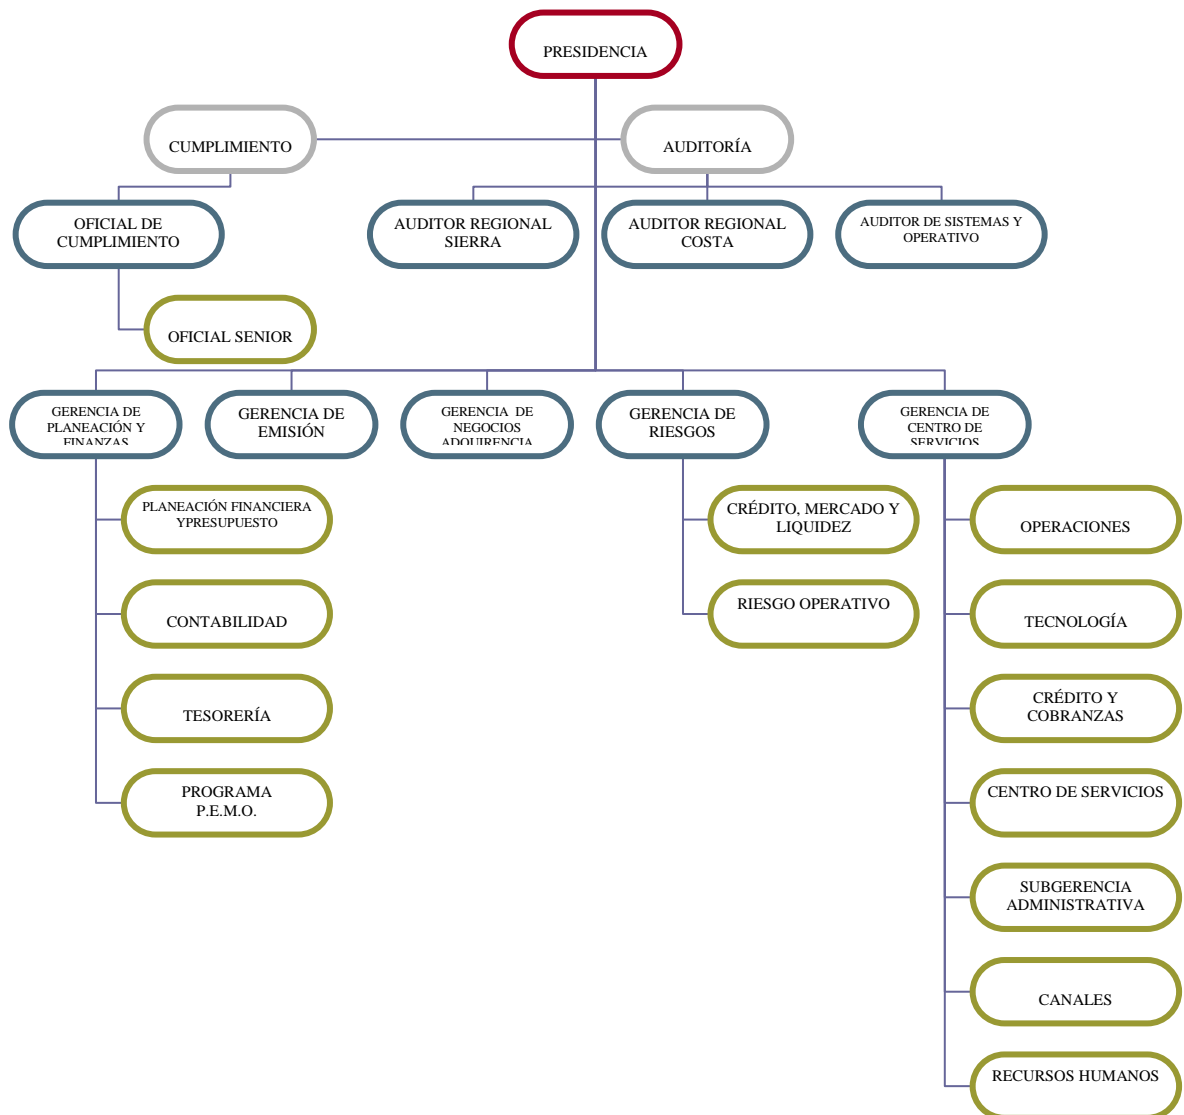 PRESIDENCIA
CUMPLIMIENTO
AUDITORÍA
OFICIAL DE
CUMPLIMIENTO
AUDITOR REGIONAL
SIERRA
AUDITOR REGIONAL
COSTA
AUDITOR DE SISTEMAS Y
OPERATIVO
OFICIAL SENIOR
GERENCIA DE
PLANEACIÓN Y
FINANZAS
GERENCIA DE
EMISIÓN
GERENCIA DE
NEGOCIOS
ADQUIRENCIA
GERENCIA DE
RIESGOS
GERENCIA DE
CENTRO DE
SERVICIOS
PLANEACIÓN FINANCIERA
YPRESUPUESTO
CONTABILIDAD
TESORERÍA
PROGRAMA
P.E.M.O.
CRÉDITO, MERCADO Y
LIQUIDEZ
RIESGO OPERATIVO
OPERACIONES
TECNOLOGÍA
CRÉDITO Y
COBRANZAS
CENTRO DE SERVICIOS
SUBGERENCIA
ADMINISTRATIVA
CANALES
RECURSOS HUMANOS